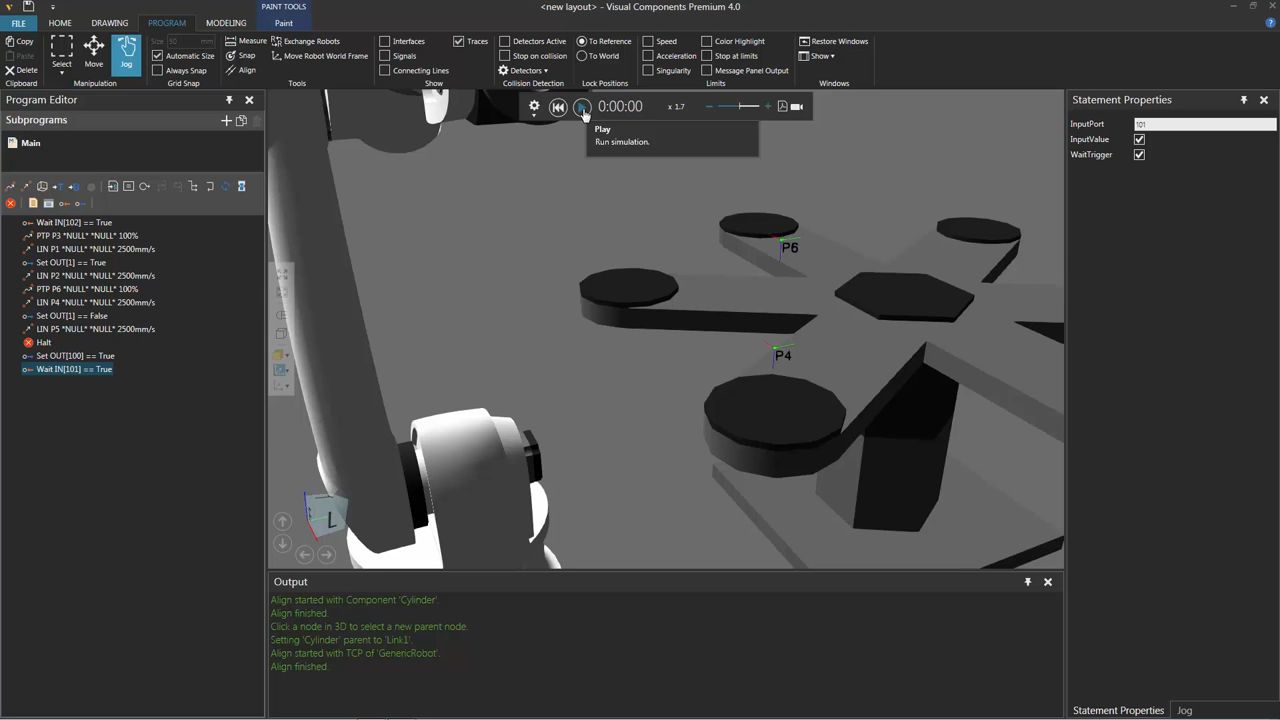 PAINT TOOLS
<new layout> - Visual Components Premium 4.0
FILE
HOME
DRAWING
PROGRAM
MODELING
Paint
Copy
Paste
Delete
Clipboard
Select
Move
Jog
Manipulation
Size
50
mm
Automatic Size
Always Snap
Grid Snap
Measure
Snap
Align
Exchange Robots
Move Robot World Frame
Tools
Interfaces
Signals
Connecting Lines
Traces
Show
Detectors Active
Stop on collision
Detectors
Collision Detection
To Reference
To World
Lock Positions
Speed
Acceleration
Singularity
Color Highlight
Stop at limits
Message Panel Output
Limits
Restore Windows
Show
Windows
Program Editor
Subprograms
Main
Wait IN[102] == True
PTP P3 *NULL* *NULL* 100%
LIN P1 *NULL* *NULL* 2500mm/s
Set OUT[1] == True
LIN P2 *NULL* *NULL* 2500mm/s
PTP P6 *NULL* *NULL* 100%
LIN P4 *NULL* *NULL* 2500mm/s
Set OUT[1] == False
LIN P5 *NULL* *NULL* 2500mm/s
Halt
Set OUT[100] == True
Wait IN[101] == True
0:00:00
x 1.7
Play
Run simulation.
P6
P4
L
Output
Align started with Component 'Cylinder'.
Align finished.
Click a node in 3D to select a new parent node.
Setting 'Cylinder' parent to 'Link1'.
Align started with TCP of 'GenericRobot'.
Align finished.
Statement Properties
InputPort
101
InputValue
WaitTrigger
Statement Properties
Jog